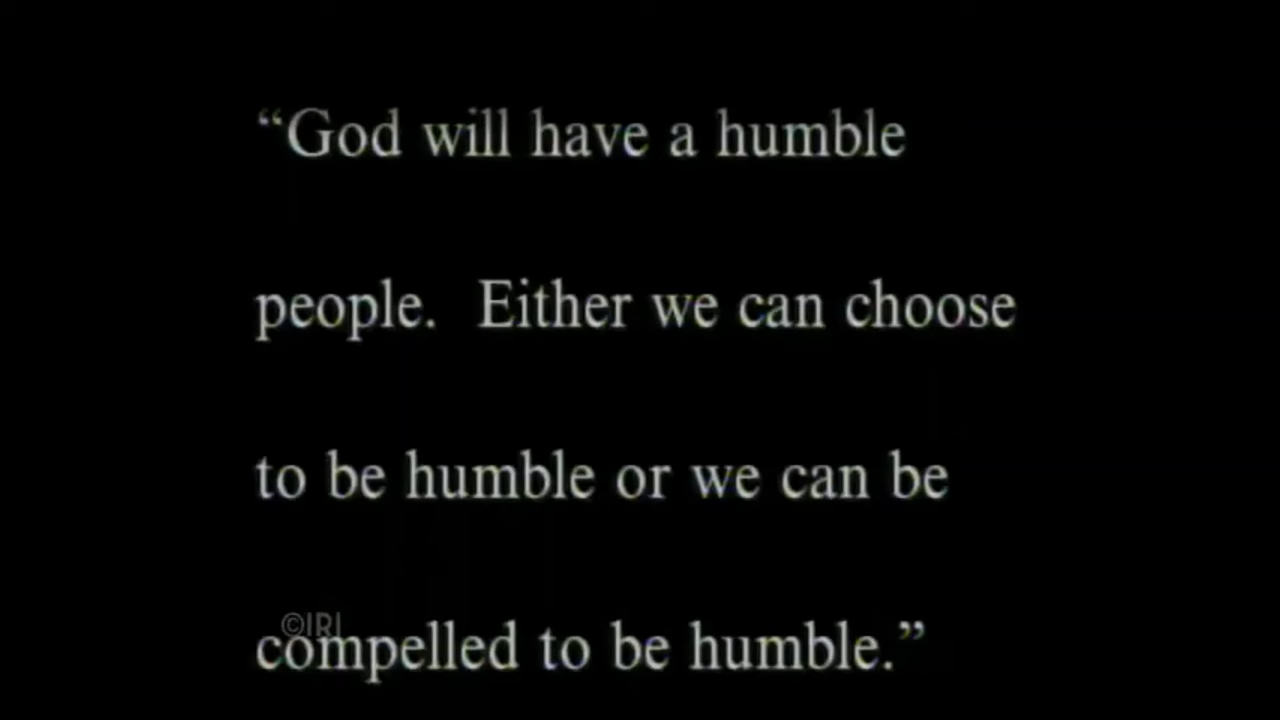 “God will have a humble
people.  Either we can choose
to be humble or we can be
©IRI
compelled to be humble.”